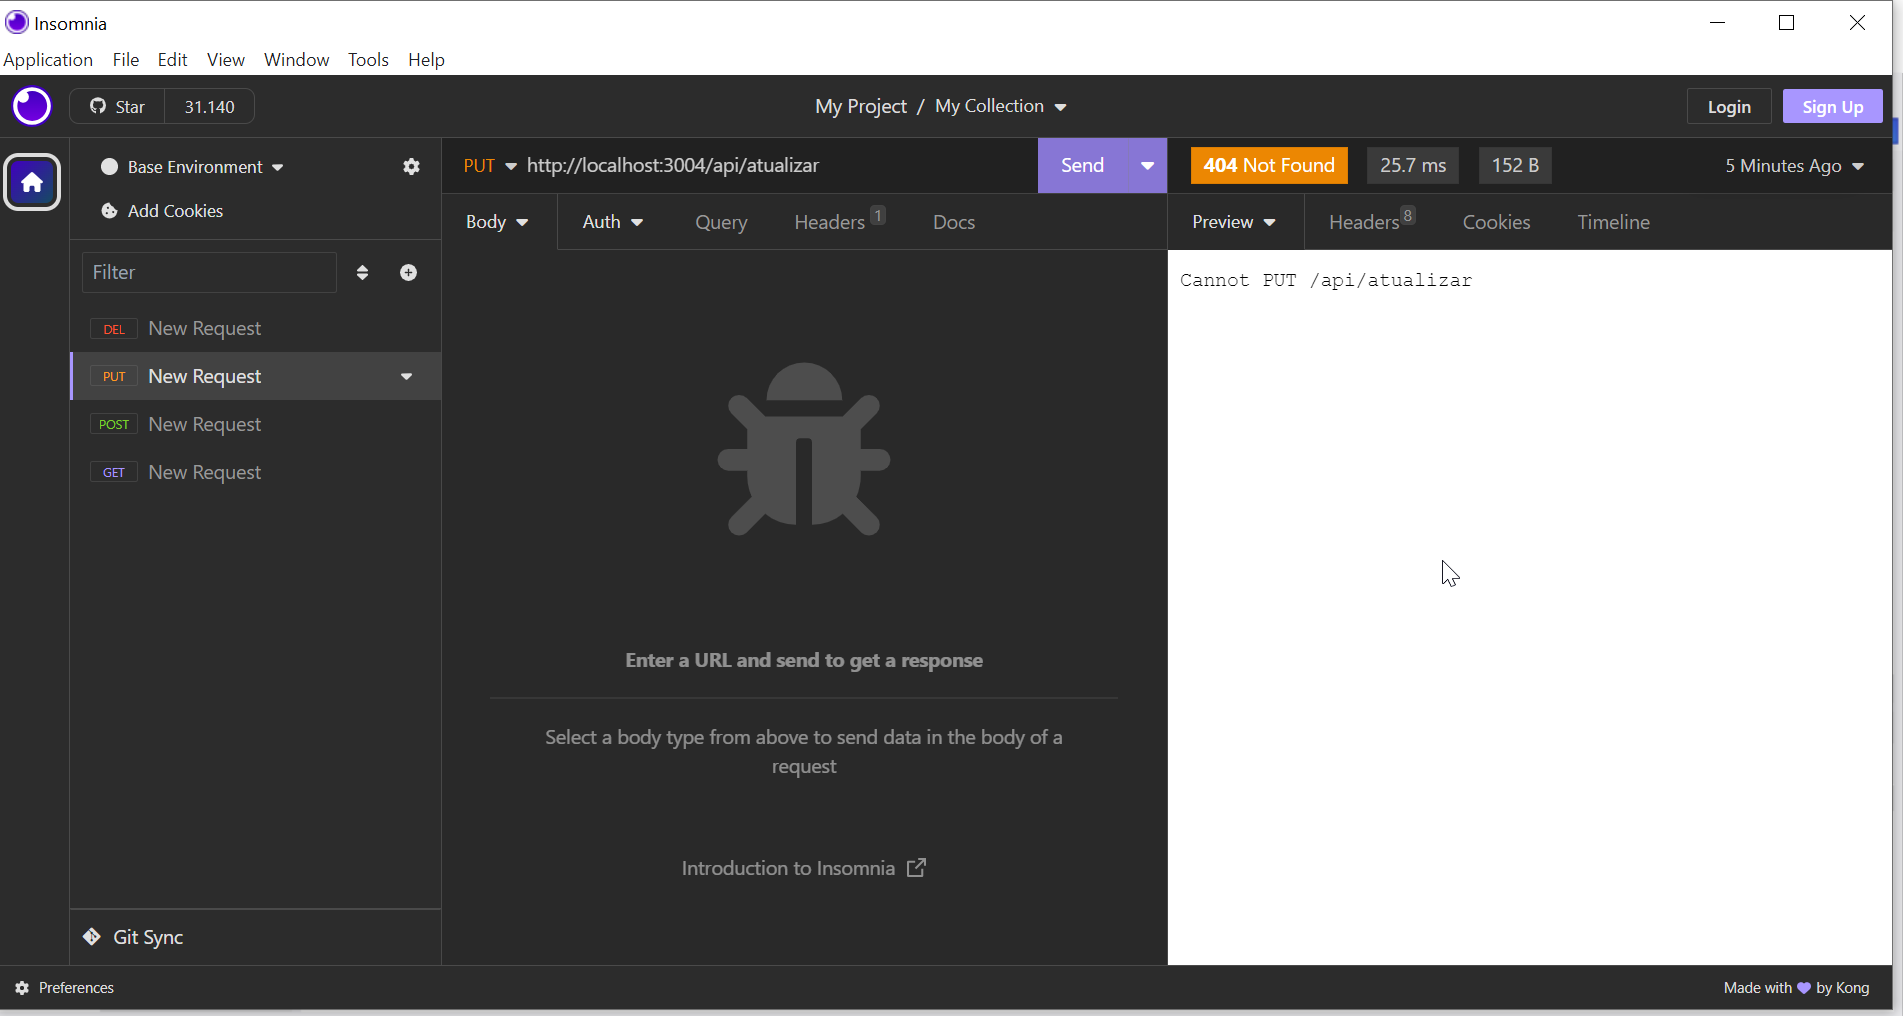 Insomnia
Application File Edit View Window Tools Help
Star 31.140
My Project / My Collection
Login Sign Up
Base Environment
Add Cookies
Filter
DEL New Request
PUT New Request
POST New Request
GET New Request
Git Sync
PUT http://localhost:3004/api/atualizar Send
Body Auth Query Headers 1 Docs
Enter a URL and send to get a response
Select a body type from above to send data in the body of a
request
Introduction to Insomnia
404 Not Found 25.7 ms 152 B 5 Minutes Ago
Preview Headers 8 Cookies Timeline
Cannot PUT /api/atualizar
Preferences
Made with 💜 by Kong